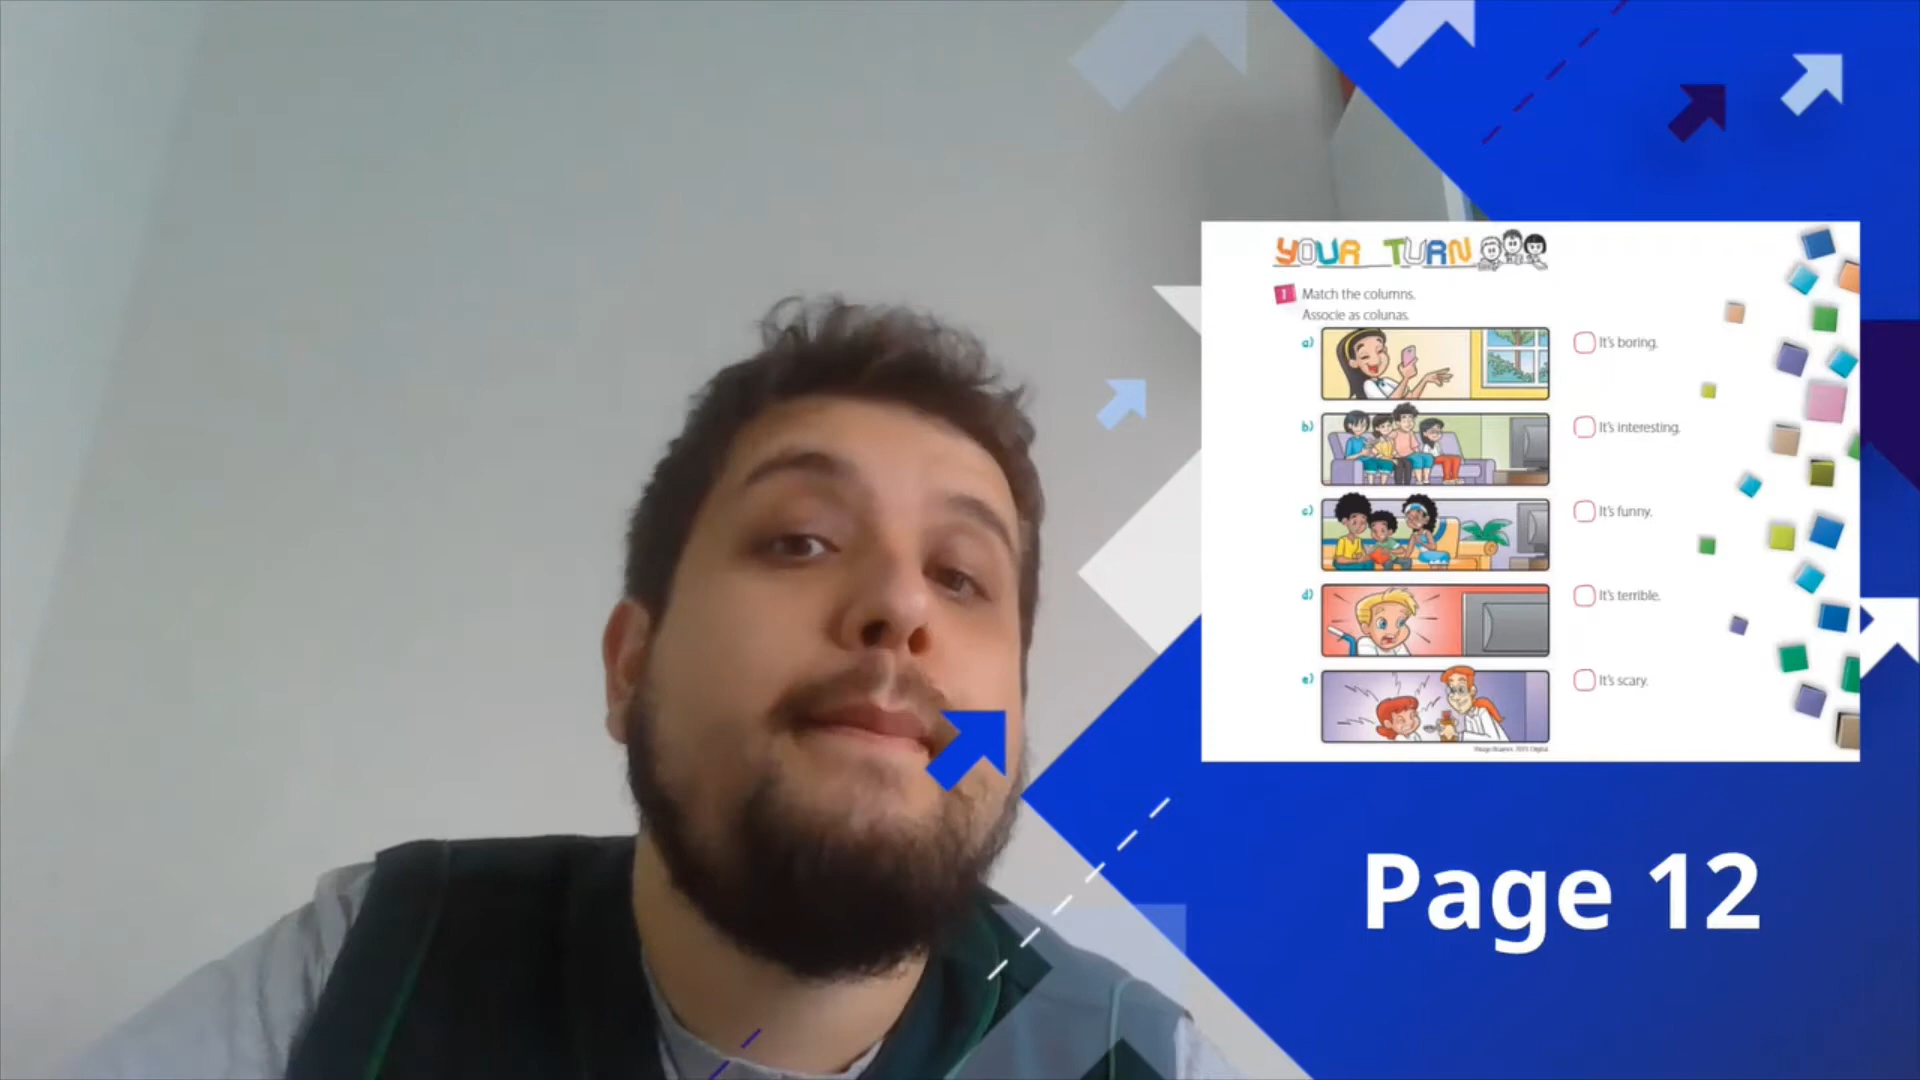 YOUR TURN
1 Match the columns.
Associe as colunas.
a)
It's boring.
b)
It's interesting.
c)
It's funny.
d)
It's terrible.
e)
It's scary.
Page 12